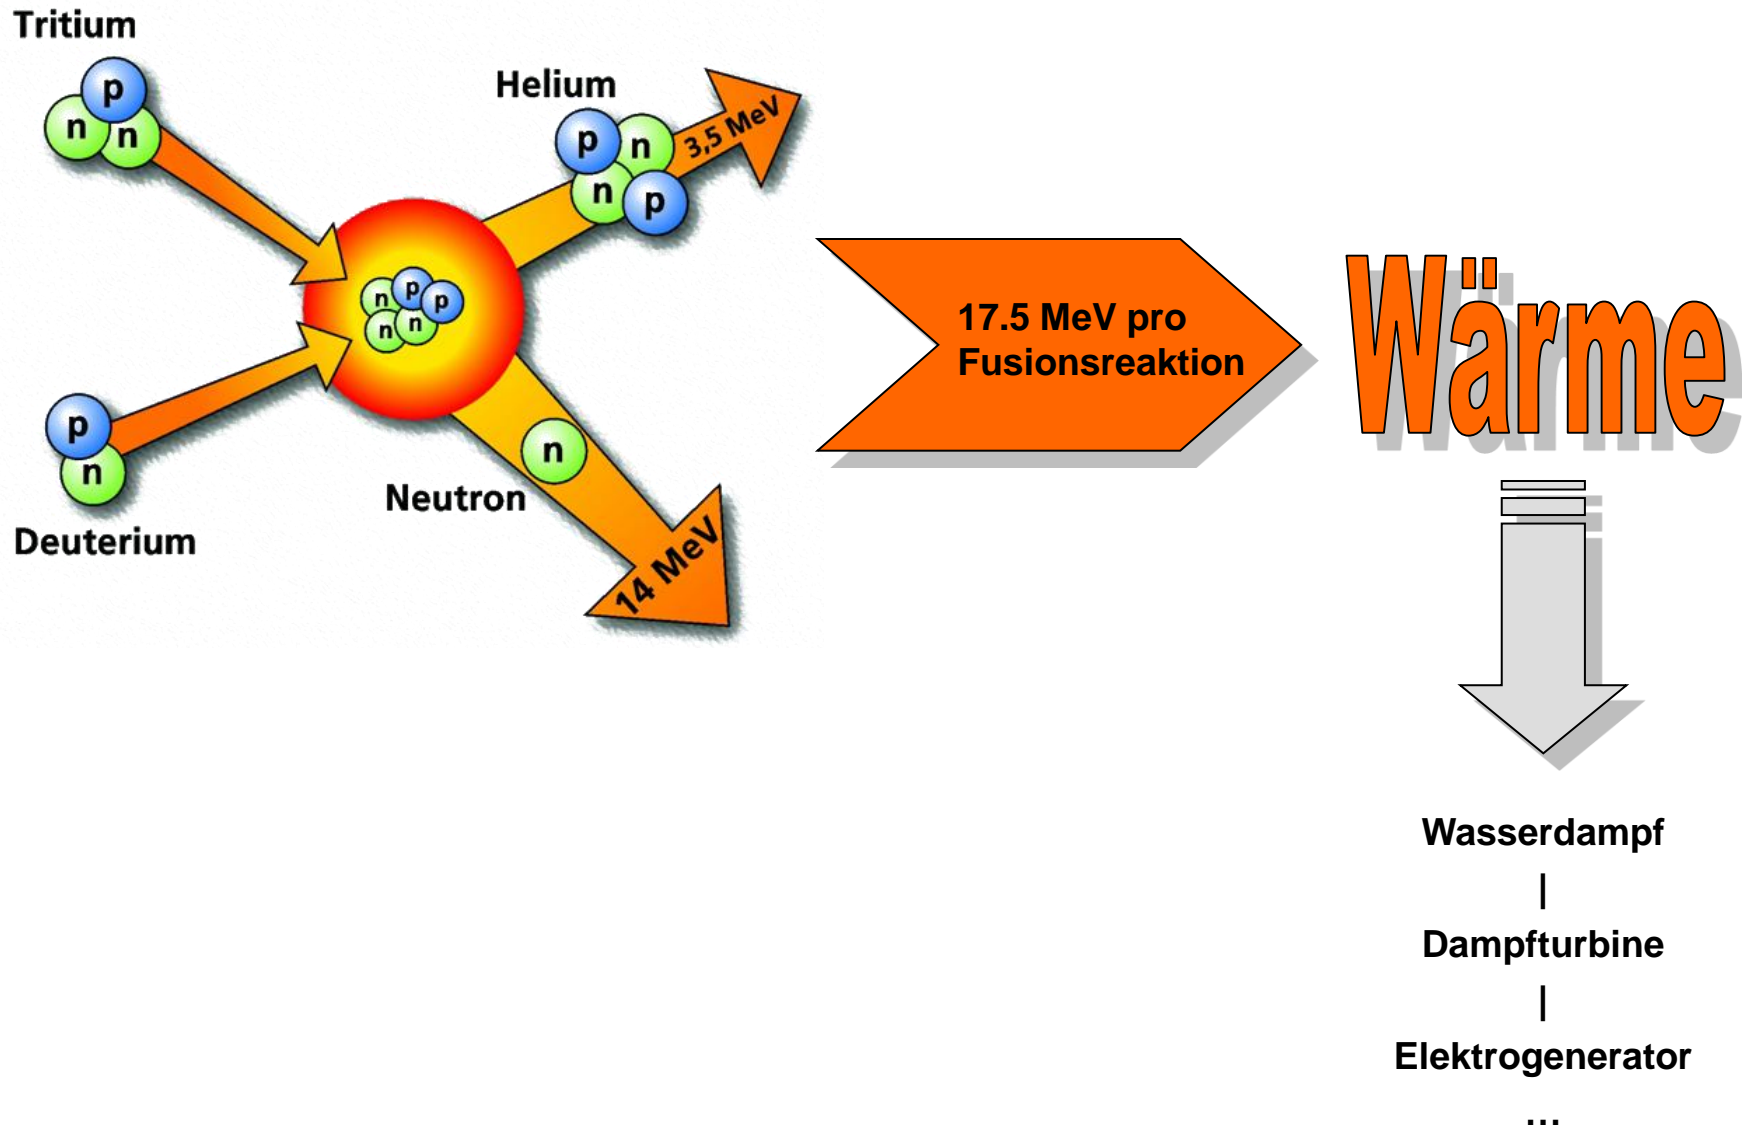 Tritium
p
n
n
Helium
p
n
n
p
3,5 MeV
n
p
p
n
n
p
n
Deuterium
Neutron
n
14 MeV
17.5 MeV pro
Fusionsreaktion
Wärme
Wasserdampf
|
Dampfturbine
|
Elektrogenerator
...